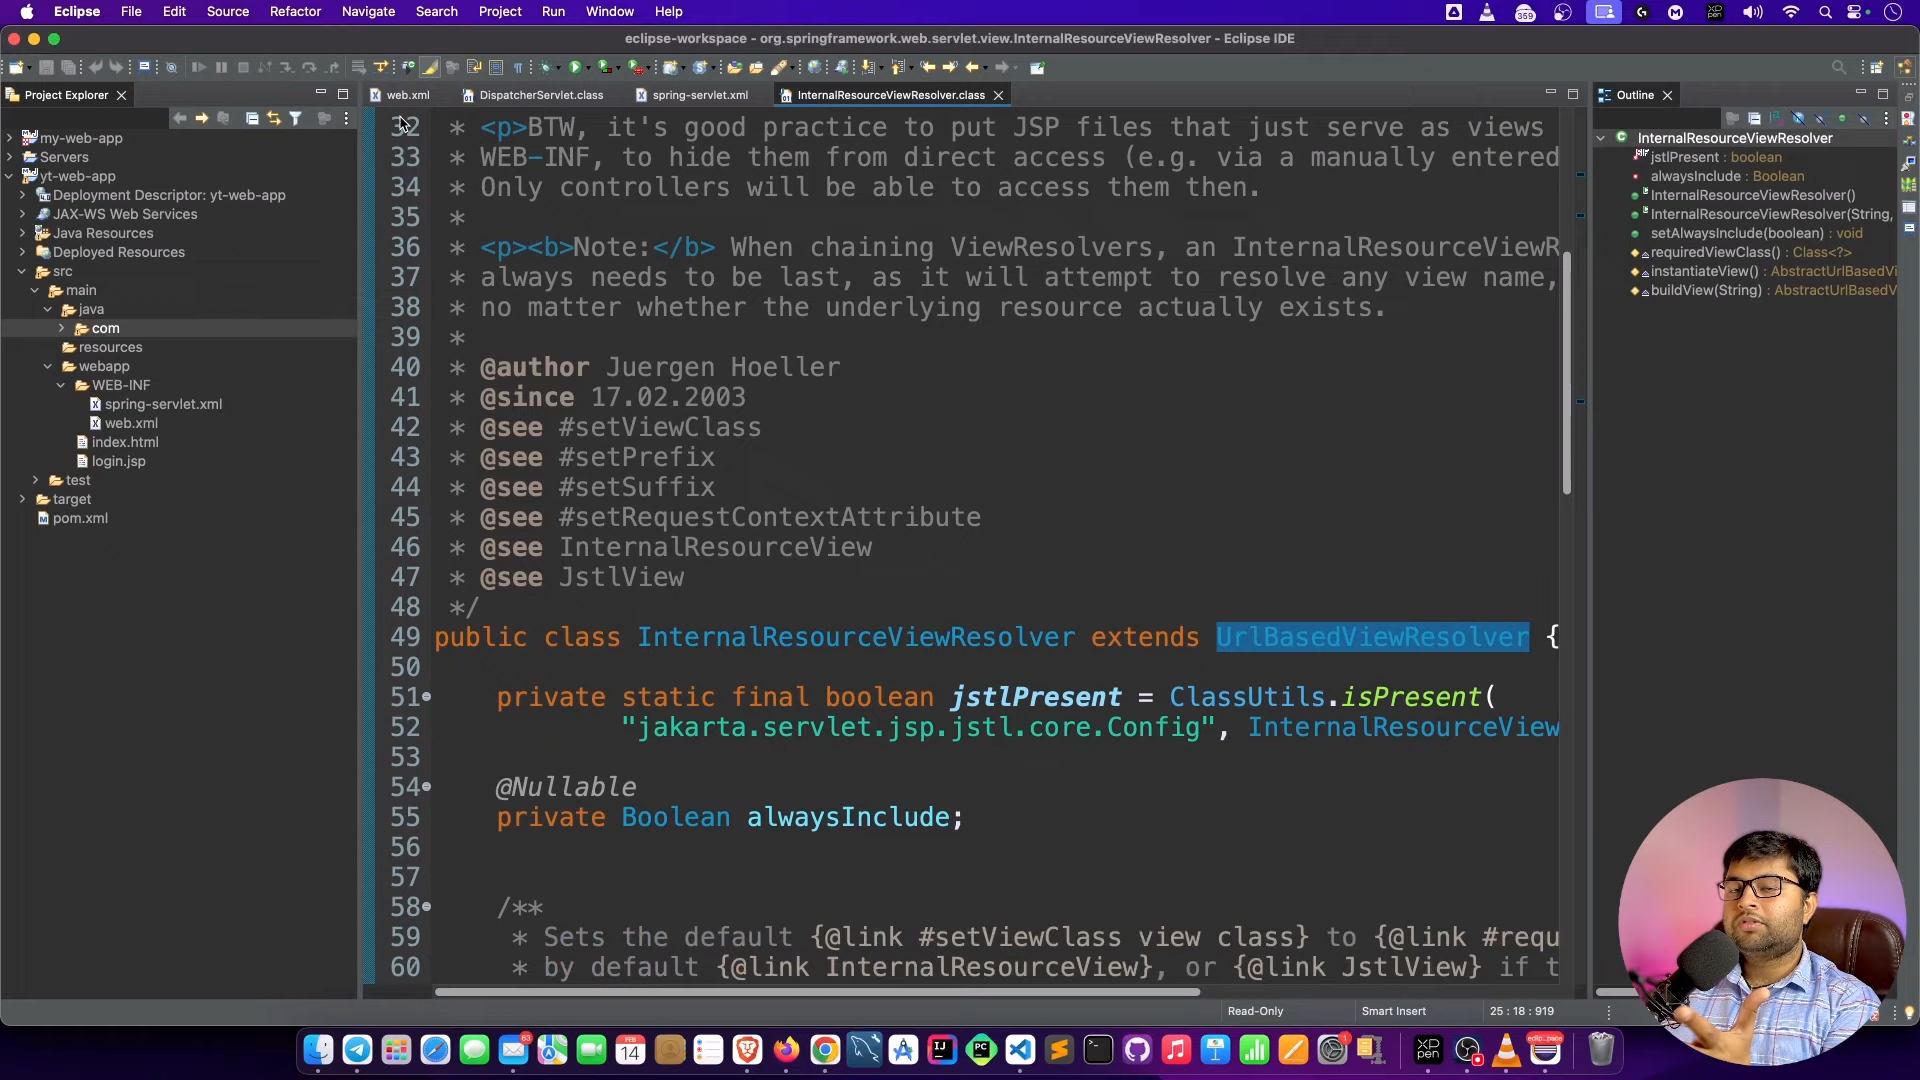 Eclipse File Edit Source Refactor Navigate Search Project Run Window Help
359
XP PEN
eclipse-workspace - org.springframework.web.servlet.view.InternalResourceViewResolver - Eclipse IDE
Project Explorer
web.xml
DispatcherServlet.class
spring-servlet.xml
InternalResourceViewResolver.class
Outline
my-web-app
Servers
yt-web-app
Deployment Descriptor: yt-web-app
JAX-WS Web Services
Java Resources
Deployed Resources
src
main
java
com
resources
webapp
WEB-INF
spring-servlet.xml
web.xml
index.html
login.jsp
test
target
pom.xml
32 * <p>BTW, it's good practice to put JSP files that just serve as views
33 * WEB-INF, to hide them from direct access (e.g. via a manually entered
34 * Only controllers will be able to access them then.
35 *
36 * <p><b>Note:</b> When chaining ViewResolvers, an InternalResourceViewR
37 * always needs to be last, as it will attempt to resolve any view name,
38 * no matter whether the underlying resource actually exists.
39 *
40 * @author Juergen Hoeller
41 * @since 17.02.2003
42 * @see #setViewClass
43 * @see #setPrefix
44 * @see #setSuffix
45 * @see #setRequestContextAttribute
46 * @see InternalResourceView
47 * @see JstlView
48 */
49 public class InternalResourceViewResolver extends UrlBasedViewResolver {
50
51 private static final boolean jstlPresent = ClassUtils.isPresent(
52 "jakarta.servlet.jsp.jstl.core.Config", InternalResourceView
53
54 @Nullable
55 private Boolean alwaysInclude;
56
57
58 /**
59 * Sets the default {@link #setViewClass view class} to {@link #requ
60 * by default {@link InternalResourceView}, or {@link JstlView} if t
InternalResourceViewResolver
jstlPresent : boolean
alwaysInclude : Boolean
InternalResourceViewResolver()
InternalResourceViewResolver(String,
setAlwaysInclude(boolean) : void
requiredViewClass() : Class<?>
instantiateView() : AbstractUrlBasedVi
buildView(String) : AbstractUrlBasedV
Read-Only
Smart Insert
25 : 18 : 919
63
FEB
14
IJ
PC
1
XP PEN